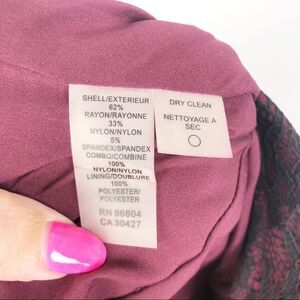 SHELL/EXTERIEUR
62%
RAYON/RAYONNE
33%
NYLON/NYLON
5%
SPANDEX/SPANDEX
COMBO/COMBINE
100%
NYLON/NYLON
LINING/DOUBLURE
100%
POLYESTER/
POLYESTER
RN 86804
CA 30427
DRY CLEAN
NETTOYAGE A
SEC